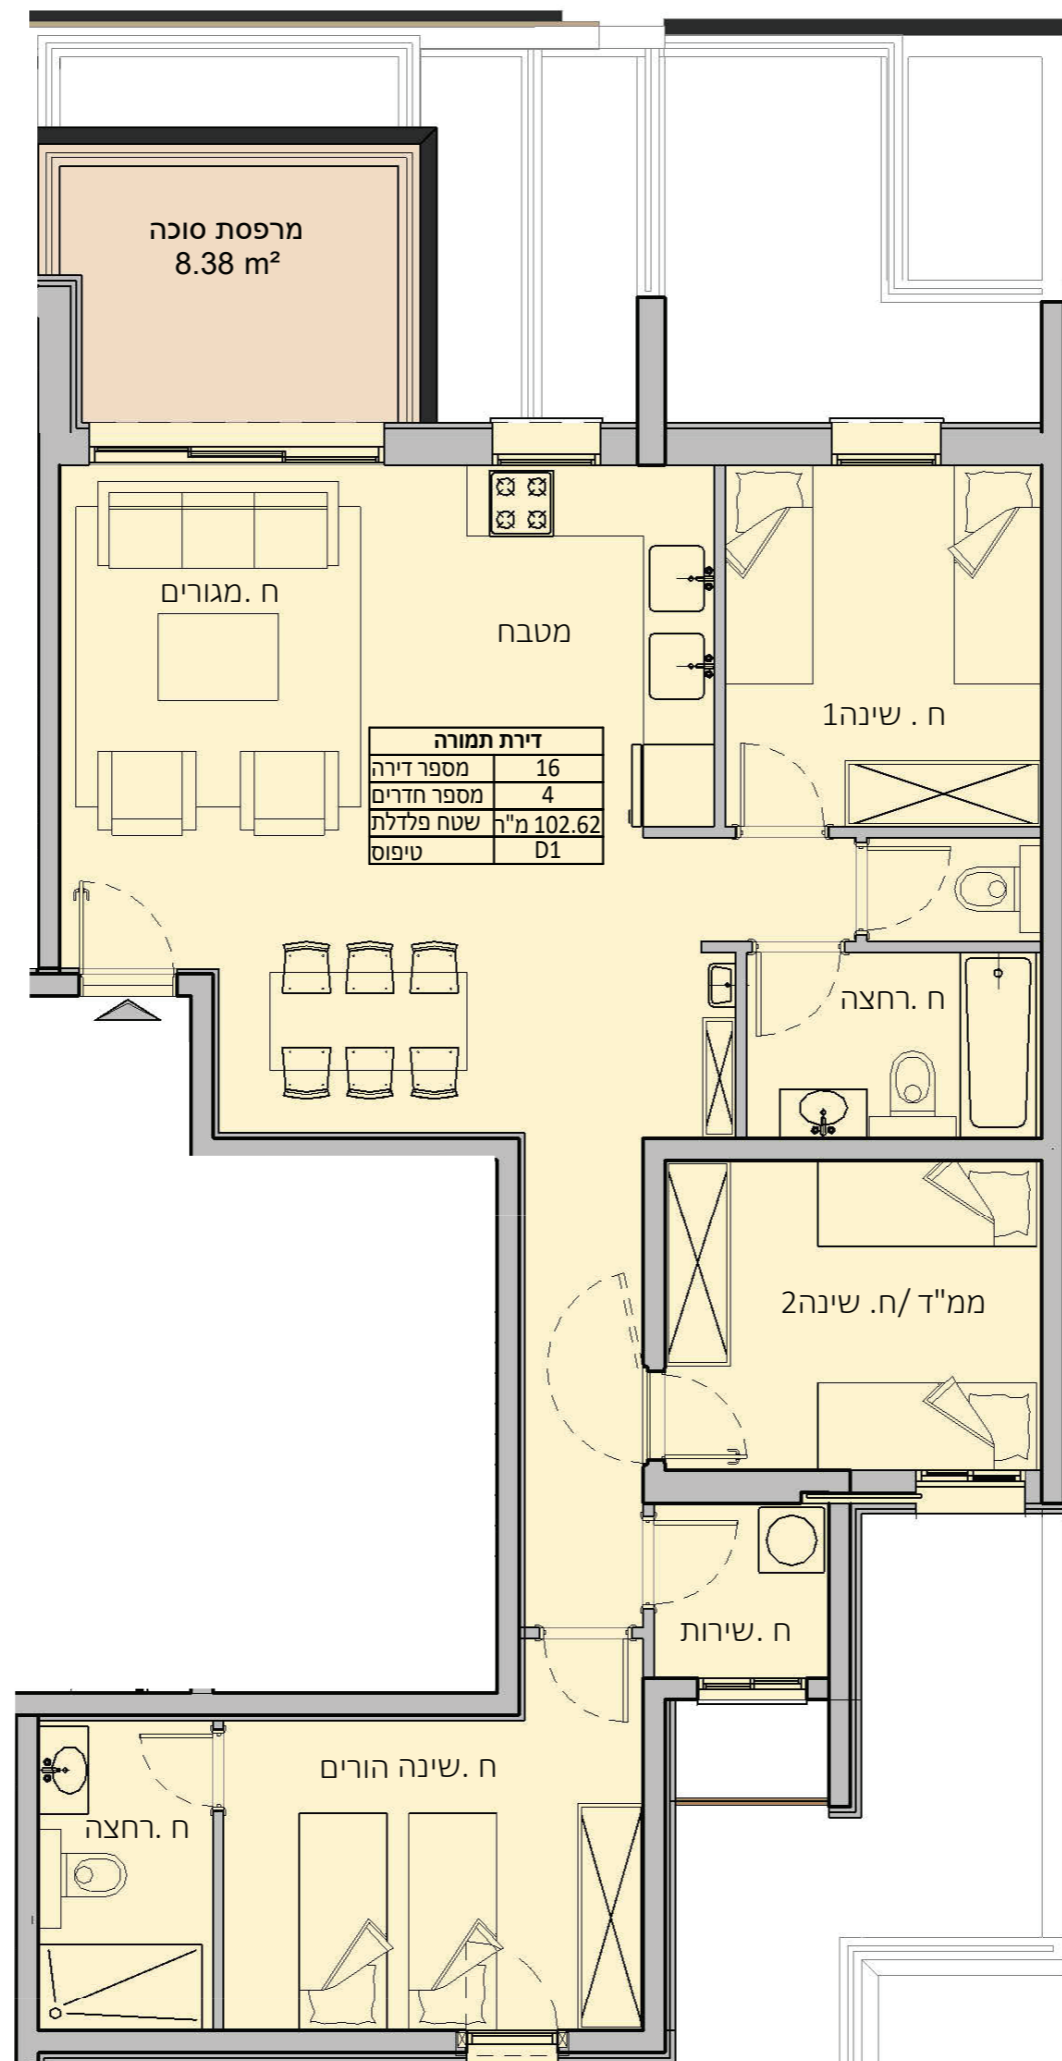 מרפסת סוכה
8.38 m²
ח .מגורים
מטבח
ח . שינה1
דירת תמורה
מספר דירה 16
מספר חדרים 4
שטח פלדלת 102.62 מ"ר
טיפוס D1
ח .רחצה
ממ"ד /ח. שינה2
ח .שירות
ח .שינה הורים
ח .רחצה